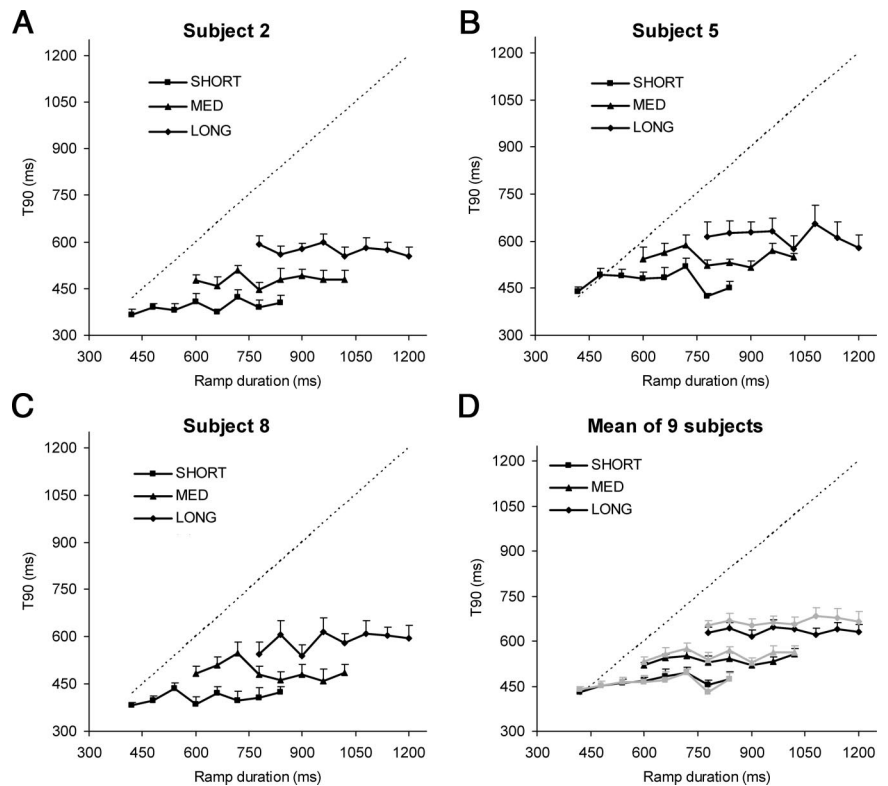 A
Subject 2
1200
1050
900
750
600
450
300
T90 (ms)
SHORT
MED
LONG
300 450 600 750 900 1050 1200
Ramp duration (ms)
B
Subject 5
1200
1050
900
750
600
450
300
T90 (ms)
SHORT
MED
LONG
300 450 600 750 900 1050 1200
Ramp duration (ms)
C
Subject 8
1200
1050
900
750
600
450
300
T90 (ms)
SHORT
MED
LONG
300 450 600 750 900 1050 1200
Ramp duration (ms)
D
Mean of 9 subjects
1200
1050
900
750
600
450
300
T90 (ms)
SHORT
MED
LONG
300 450 600 750 900 1050 1200
Ramp duration (ms)